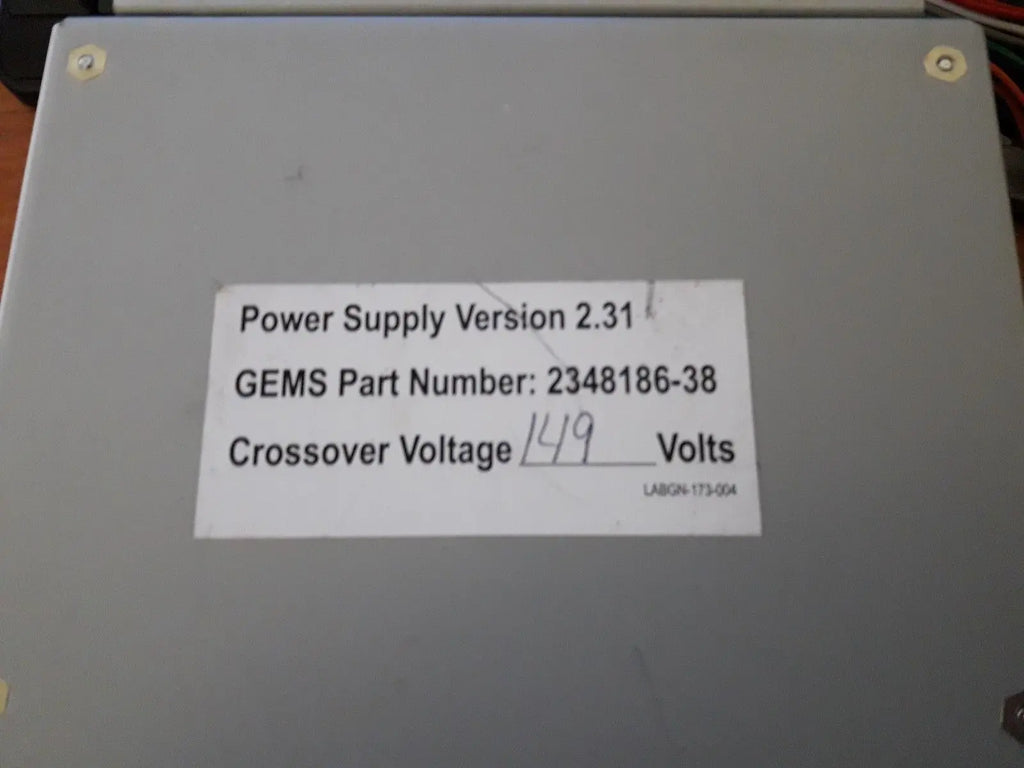 Power Supply Version 2.31
GEMS Part Number: 2348186-38
Crossover Voltage 149 Volts
LABGN-173-004